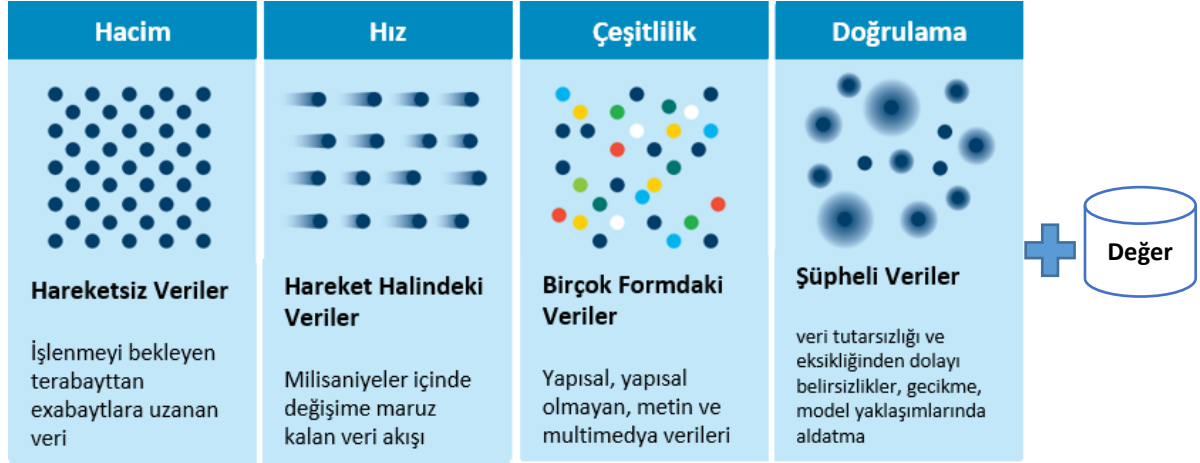 Hacim
Hareketsiz Veriler
İşlenmeyi bekleyen
terabayttan
exabaytlara uzanan
veri
Hız
Hareket Halindeki
Veriler
Milisaniyeler içinde
değişime maruz
kalan veri akışı
Çeşitlilik
Birçok Formdaki
Veriler
Yapısal, yapısal
olmayan, metin ve
multimedya verileri
Doğrulama
Şüpheli Veriler
veri tutarsızlığı ve
eksikliğinden dolayı
belirsizlikler, gecikme,
model yaklaşımlarında
aldatma
Değer